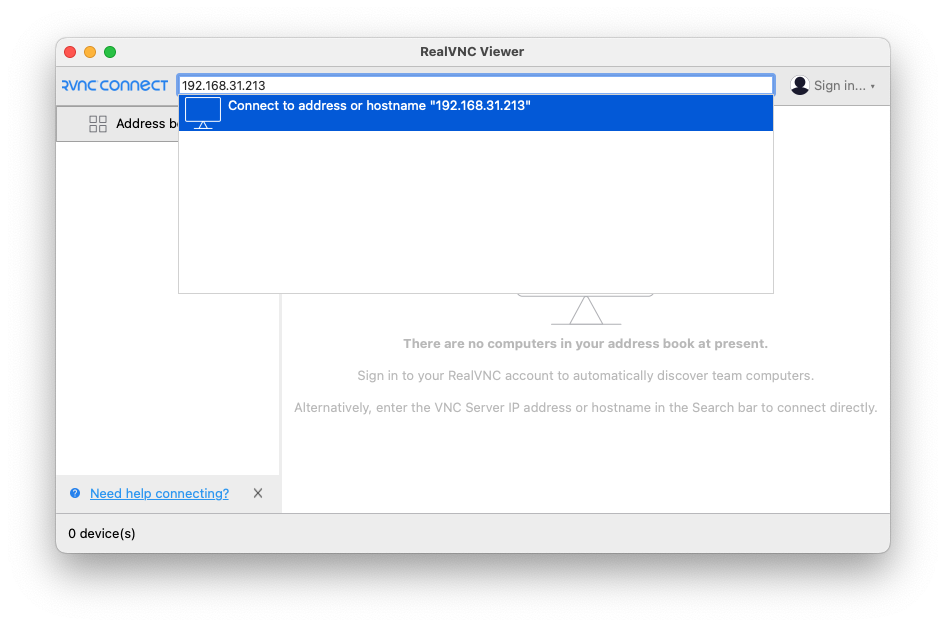 RealVNC Viewer
RVNC CONNECT
192.168.31.213
Sign in...
Connect to address or hostname "192.168.31.213"
Address b
There are no computers in your address book at present.
Sign in to your RealVNC account to automatically discover team computers.
Alternatively, enter the VNC Server IP address or hostname in the Search bar to connect directly.
? Need help connecting? X
0 device(s)